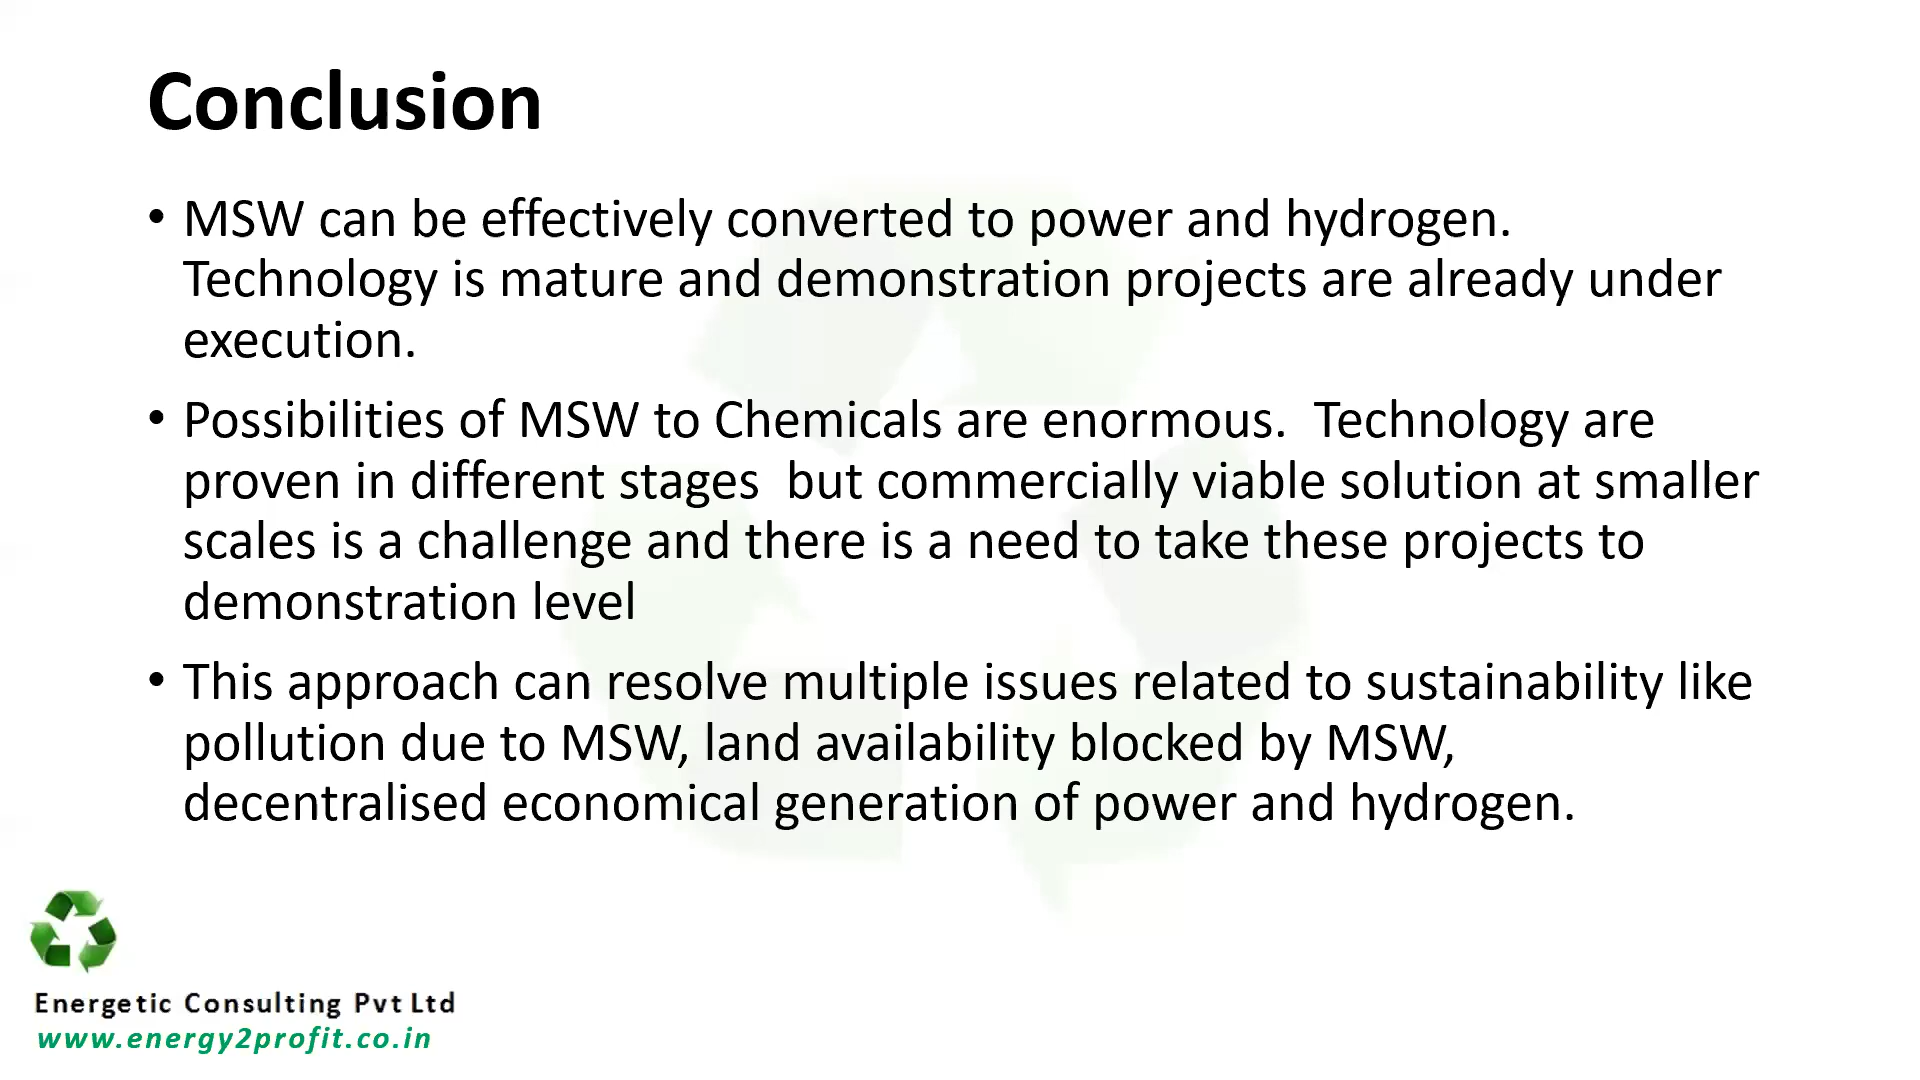 Conclusion
• MSW can be effectively converted to power and hydrogen.
Technology is mature and demonstration projects are already under
execution.
• Possibilities of MSW to Chemicals are enormous.  Technology are
proven in different stages  but commercially viable solution at smaller
scales is a challenge and there is a need to take these projects to
demonstration level
• This approach can resolve multiple issues related to sustainability like
pollution due to MSW, land availability blocked by MSW,
decentralised economical generation of power and hydrogen.
Energetic Consulting Pvt Ltd
www.energy2profit.co.in